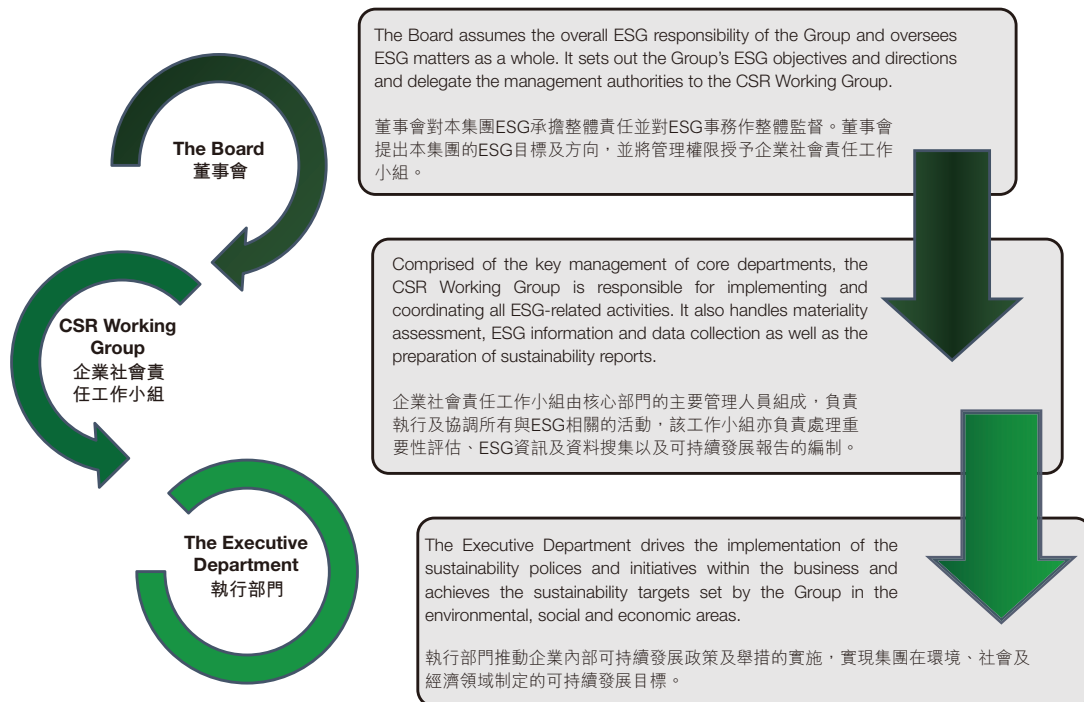 The Board
董事會
The Board assumes the overall ESG responsibility of the Group and oversees
ESG matters as a whole. It sets out the Group's ESG objectives and directions
and delegate the management authorities to the CSR Working Group.
董事會對本集團ESG承擔整體責任並對ESG事務作整體監督。董事會
提出本集團的ESG目標及方向，並將管理權限授予企業社會責任工作
小組。
CSR Working
Group
企業社會責
任工作小組
Comprised of the key management of core departments, the
CSR Working Group is responsible for implementing and
coordinating all ESG-related activities. It also handles materiality
assessment, ESG information and data collection as well as the
preparation of sustainability reports.
企業社會責任工作小組由核心部門的主要管理人員組成，負責
執行及協調所有與ESG相關的活動，該工作小組亦負責處理重
要性評估、ESG資訊及資料搜集以及可持續發展報告的編制。
The Executive
Department
執行部門
The Executive Department drives the implementation of the
sustainability polices and initiatives within the business and
achieves the sustainability targets set by the Group in the
environmental, social and economic areas.
執行部門推動企業內部可持續發展政策及舉措的實施，實現集團在環境、社會及
經濟領域制定的可持續發展目標。